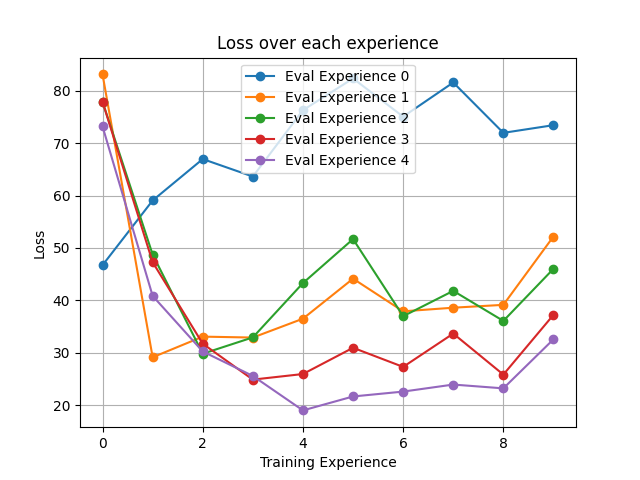 Loss over each experience
Eval Experience 0
Eval Experience 1
Eval Experience 2
Eval Experience 3
Eval Experience 4
80
70
60
50
40
30
20
Loss
0 2 4 6 8
Training Experience